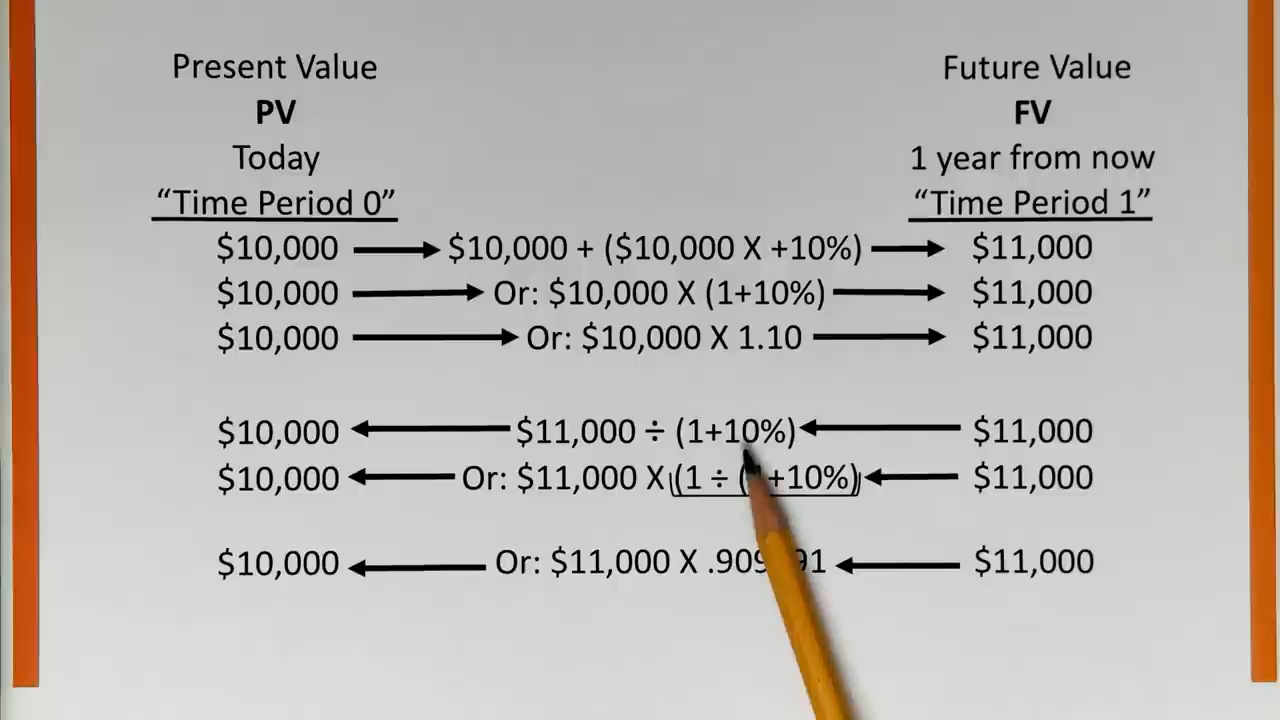 Present Value Future Value
PV FV
Today 1 year from now
“Time Period 0” “Time Period 1”
$10,000 $10,000 + ($10,000 X +10%) $11,000
$10,000 Or: $10,000 X (1+10%) $11,000
$10,000 Or: $10,000 X 1.10 $11,000
$10,000 $11,000 ÷ (1+10%) $11,000
$10,000 Or: $11,000 X (1 ÷ ( +10%) $11,000
$10,000 Or: $11,000 X $11,000